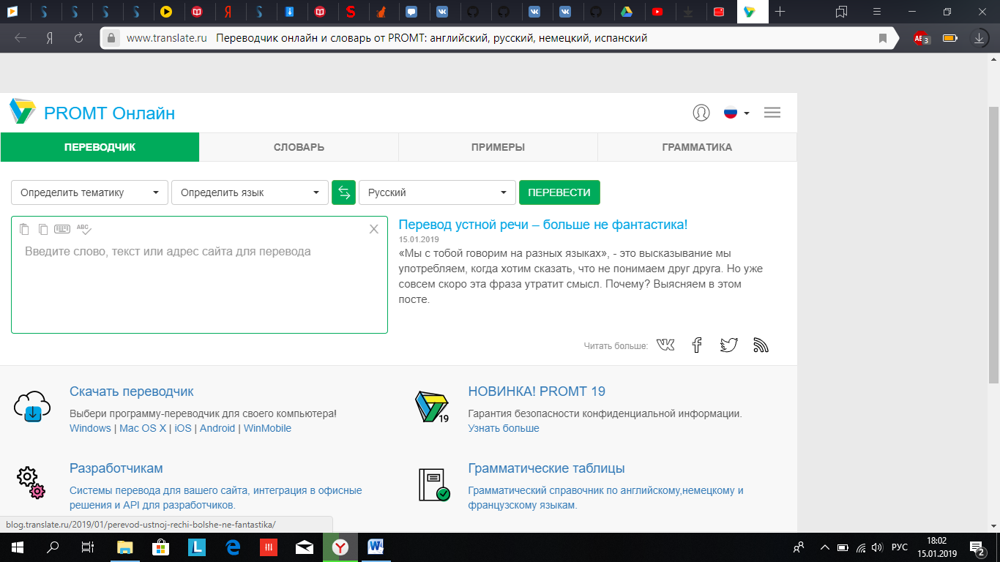 www.translate.ru Переводчик онлайн и словарь от PROMT: английский, русский, немецкий, испанский
PROMT Онлайн
ПЕРЕВОДЧИК СЛОВАРЬ ПРИМЕРЫ ГРАММАТИКА
Определить тематику Определить язык Русский ПЕРЕВЕСТИ
ABC
Введите слово, текст или адрес сайта для перевода
Перевод устной речи – больше не фантастика!
15.01.2019
«Мы с тобой говорим на разных языках», - это высказывание мы
употребляем, когда хотим сказать, что не понимаем друг друга. Но уже
совсем скоро эта фраза утратит смысл. Почему? Выясняем в этом
посте.
Читать больше:
Скачать переводчик
Выбери программу-переводчик для своего компьютера!
Windows | Mac OS X | iOS | Android | WinMobile
НОВИНКА! PROMT 19
19
Гарантия безопасности конфиденциальной информации.
Узнать больше
Разработчикам
Системы перевода для вашего сайта, интеграция в офисные
решения и API для разработчиков.
Грамматические таблицы
Грамматический справочник по английскому,немецкому и
французскому языкам.
blog.translate.ru/2019/01/perevod-ustnoj-rechi-bolshe-ne-fantastika/
РУС
18:02
15.01.2019
2